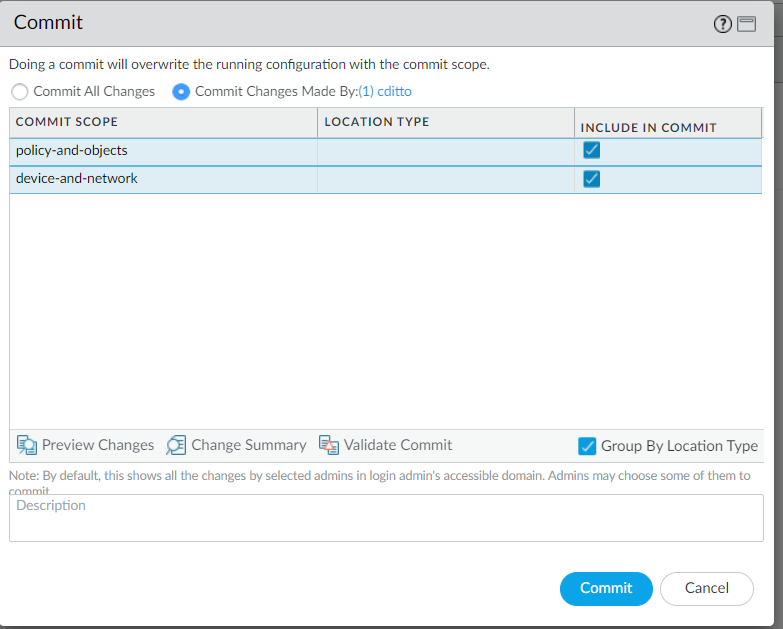 Commit
Doing a commit will overwrite the running configuration with the commit scope.
Commit All Changes Commit Changes Made By:(1) cditto
COMMIT SCOPE LOCATION TYPE INCLUDE IN COMMIT
policy-and-objects
device-and-network
Preview Changes Change Summary Validate Commit Group By Location Type
Note: By default, this shows all the changes by selected admins in login admin's accessible domain. Admins may choose some of them to
commit
Description
Commit Cancel